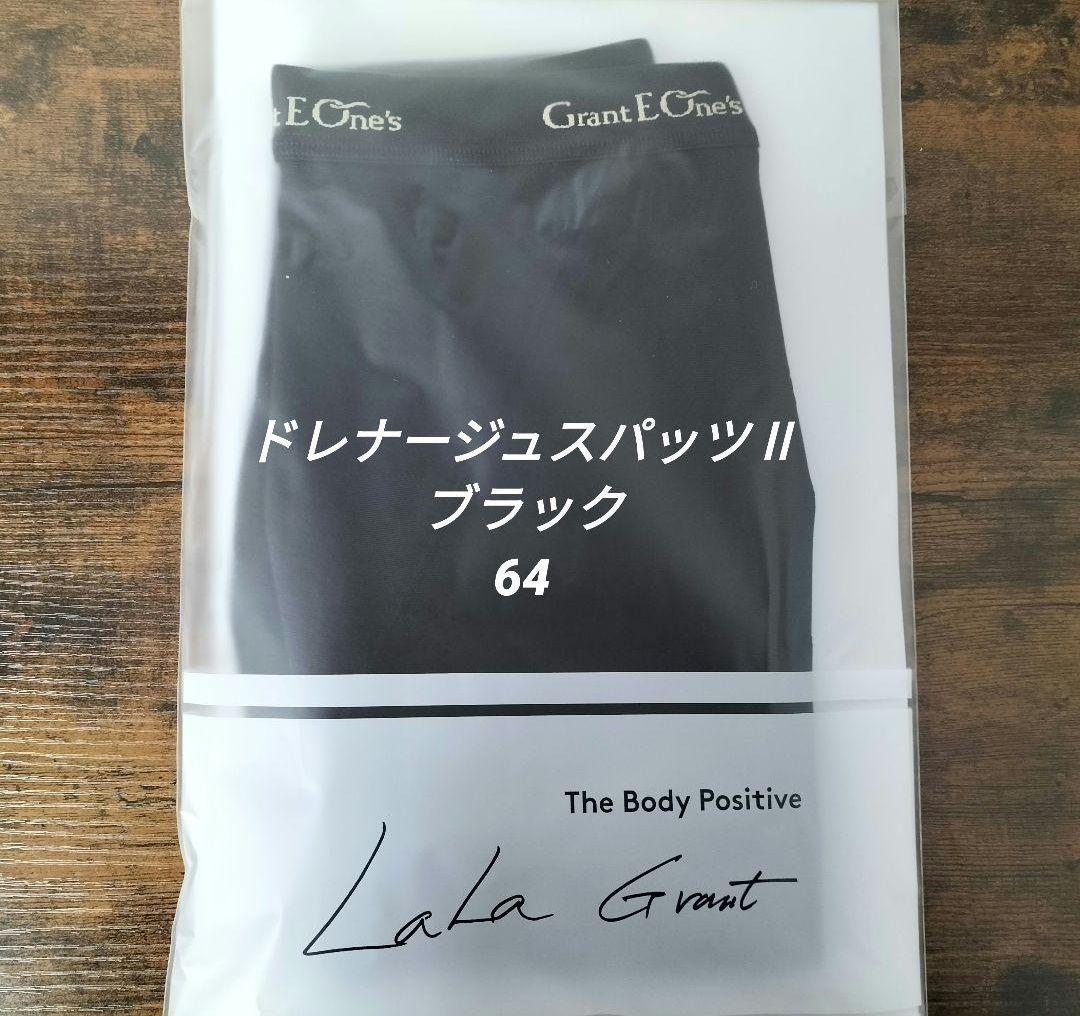 t E One's
Grant E One's
ドレナージュスパッツⅡ
ブラック
64
The Body Positive
LaLa Grant